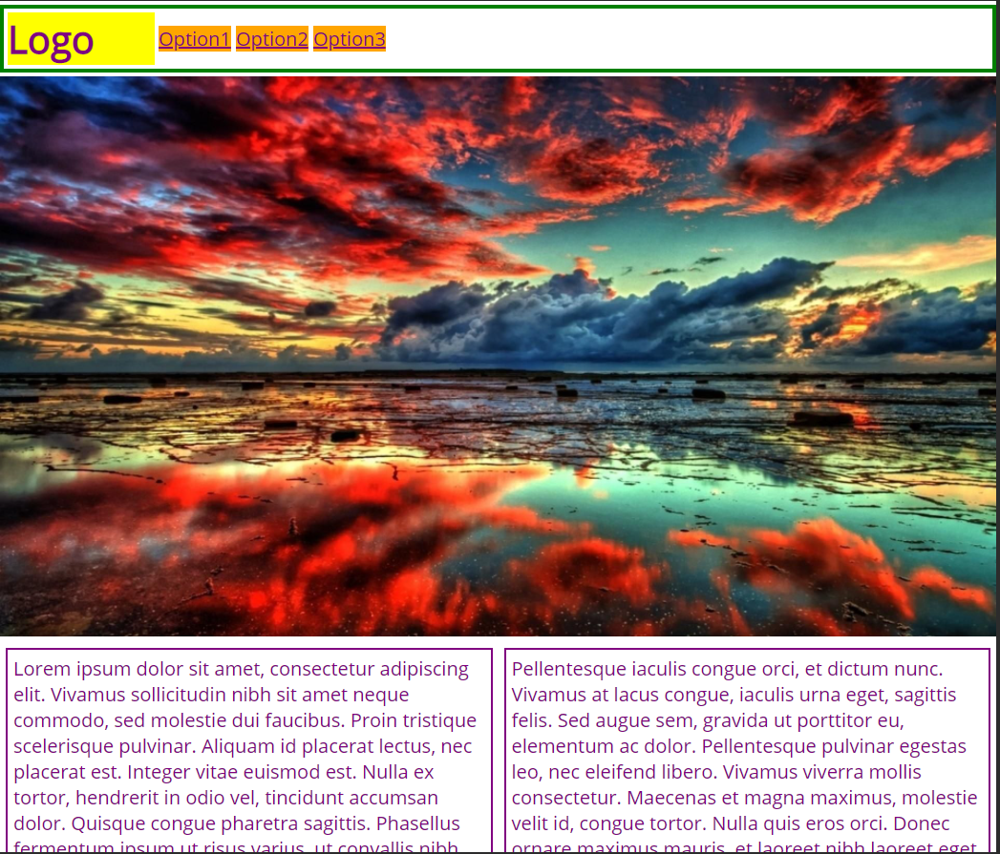 Logo Option1 Option2 Option3
Lorem ipsum dolor sit amet, consectetur adipiscing
elit. Vivamus sollicitudin nibh sit amet neque
commodo, sed molestie dui faucibus. Proin tristique
scelerisque pulvinar. Aliquam id placerat lectus, nec
placerat est. Integer vitae euismod est. Nulla ex
tortor, hendrerit in odio vel, tincidunt accumsan
dolor. Quisque congue pharetra sagittis. Phasellus
fermentum ipsum ut risus varius, ut convallis nibh
Pellentesque iaculis congue orci, et dictum nunc.
Vivamus at lacus congue, iaculis urna eget, sagittis
felis. Sed augue sem, gravida ut porttitor eu,
elementum ac dolor. Pellentesque pulvinar egestas
leo, nec eleifend libero. Vivamus viverra mollis
consectetur. Maecenas et magna maximus, molestie
velit id, congue tortor. Nulla quis eros orci. Donec
ornare maximus mauris, et laoreet nibh laoreet eget